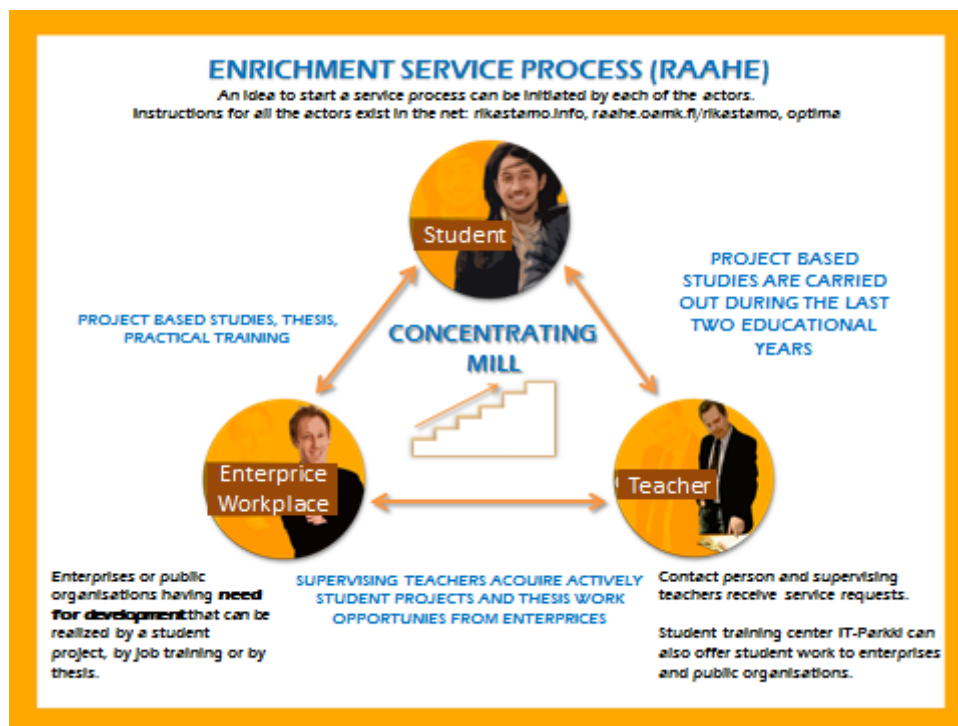 ENRICHMENT SERVICE PROCESS (RAAHE)
An idea to start a service process can be initiated by each of the actors.
Instructions for all the actors exist in the net: rikastamo.info, raahe.oamk.fi/rikastamo, optima
Student
PROJECT BASED
STUDIES ARE CARRIED
OUT DURING THE LAST
TWO EDUCATIONAL
YEARS
PROJECT BASED STUDIES, THESIS,
PRACTICAL TRAINING
CONCENTRATING
MILL
Enterprice
Workplace
Teacher
Enterprises or public
organisations having need
for development that can be
realized by a student
project, by job training or by
thesis.
SUPERVISING TEACHERS ACQUIRE ACTIVELY
STUDENT PROJECTS AND THESIS WORK
OPPORTUNIES FROM ENTERPRICES
Contact person and supervising
teachers receive service requests.
Student training center IT-Parkki can
also offer student work to enterprises
and public organisations.